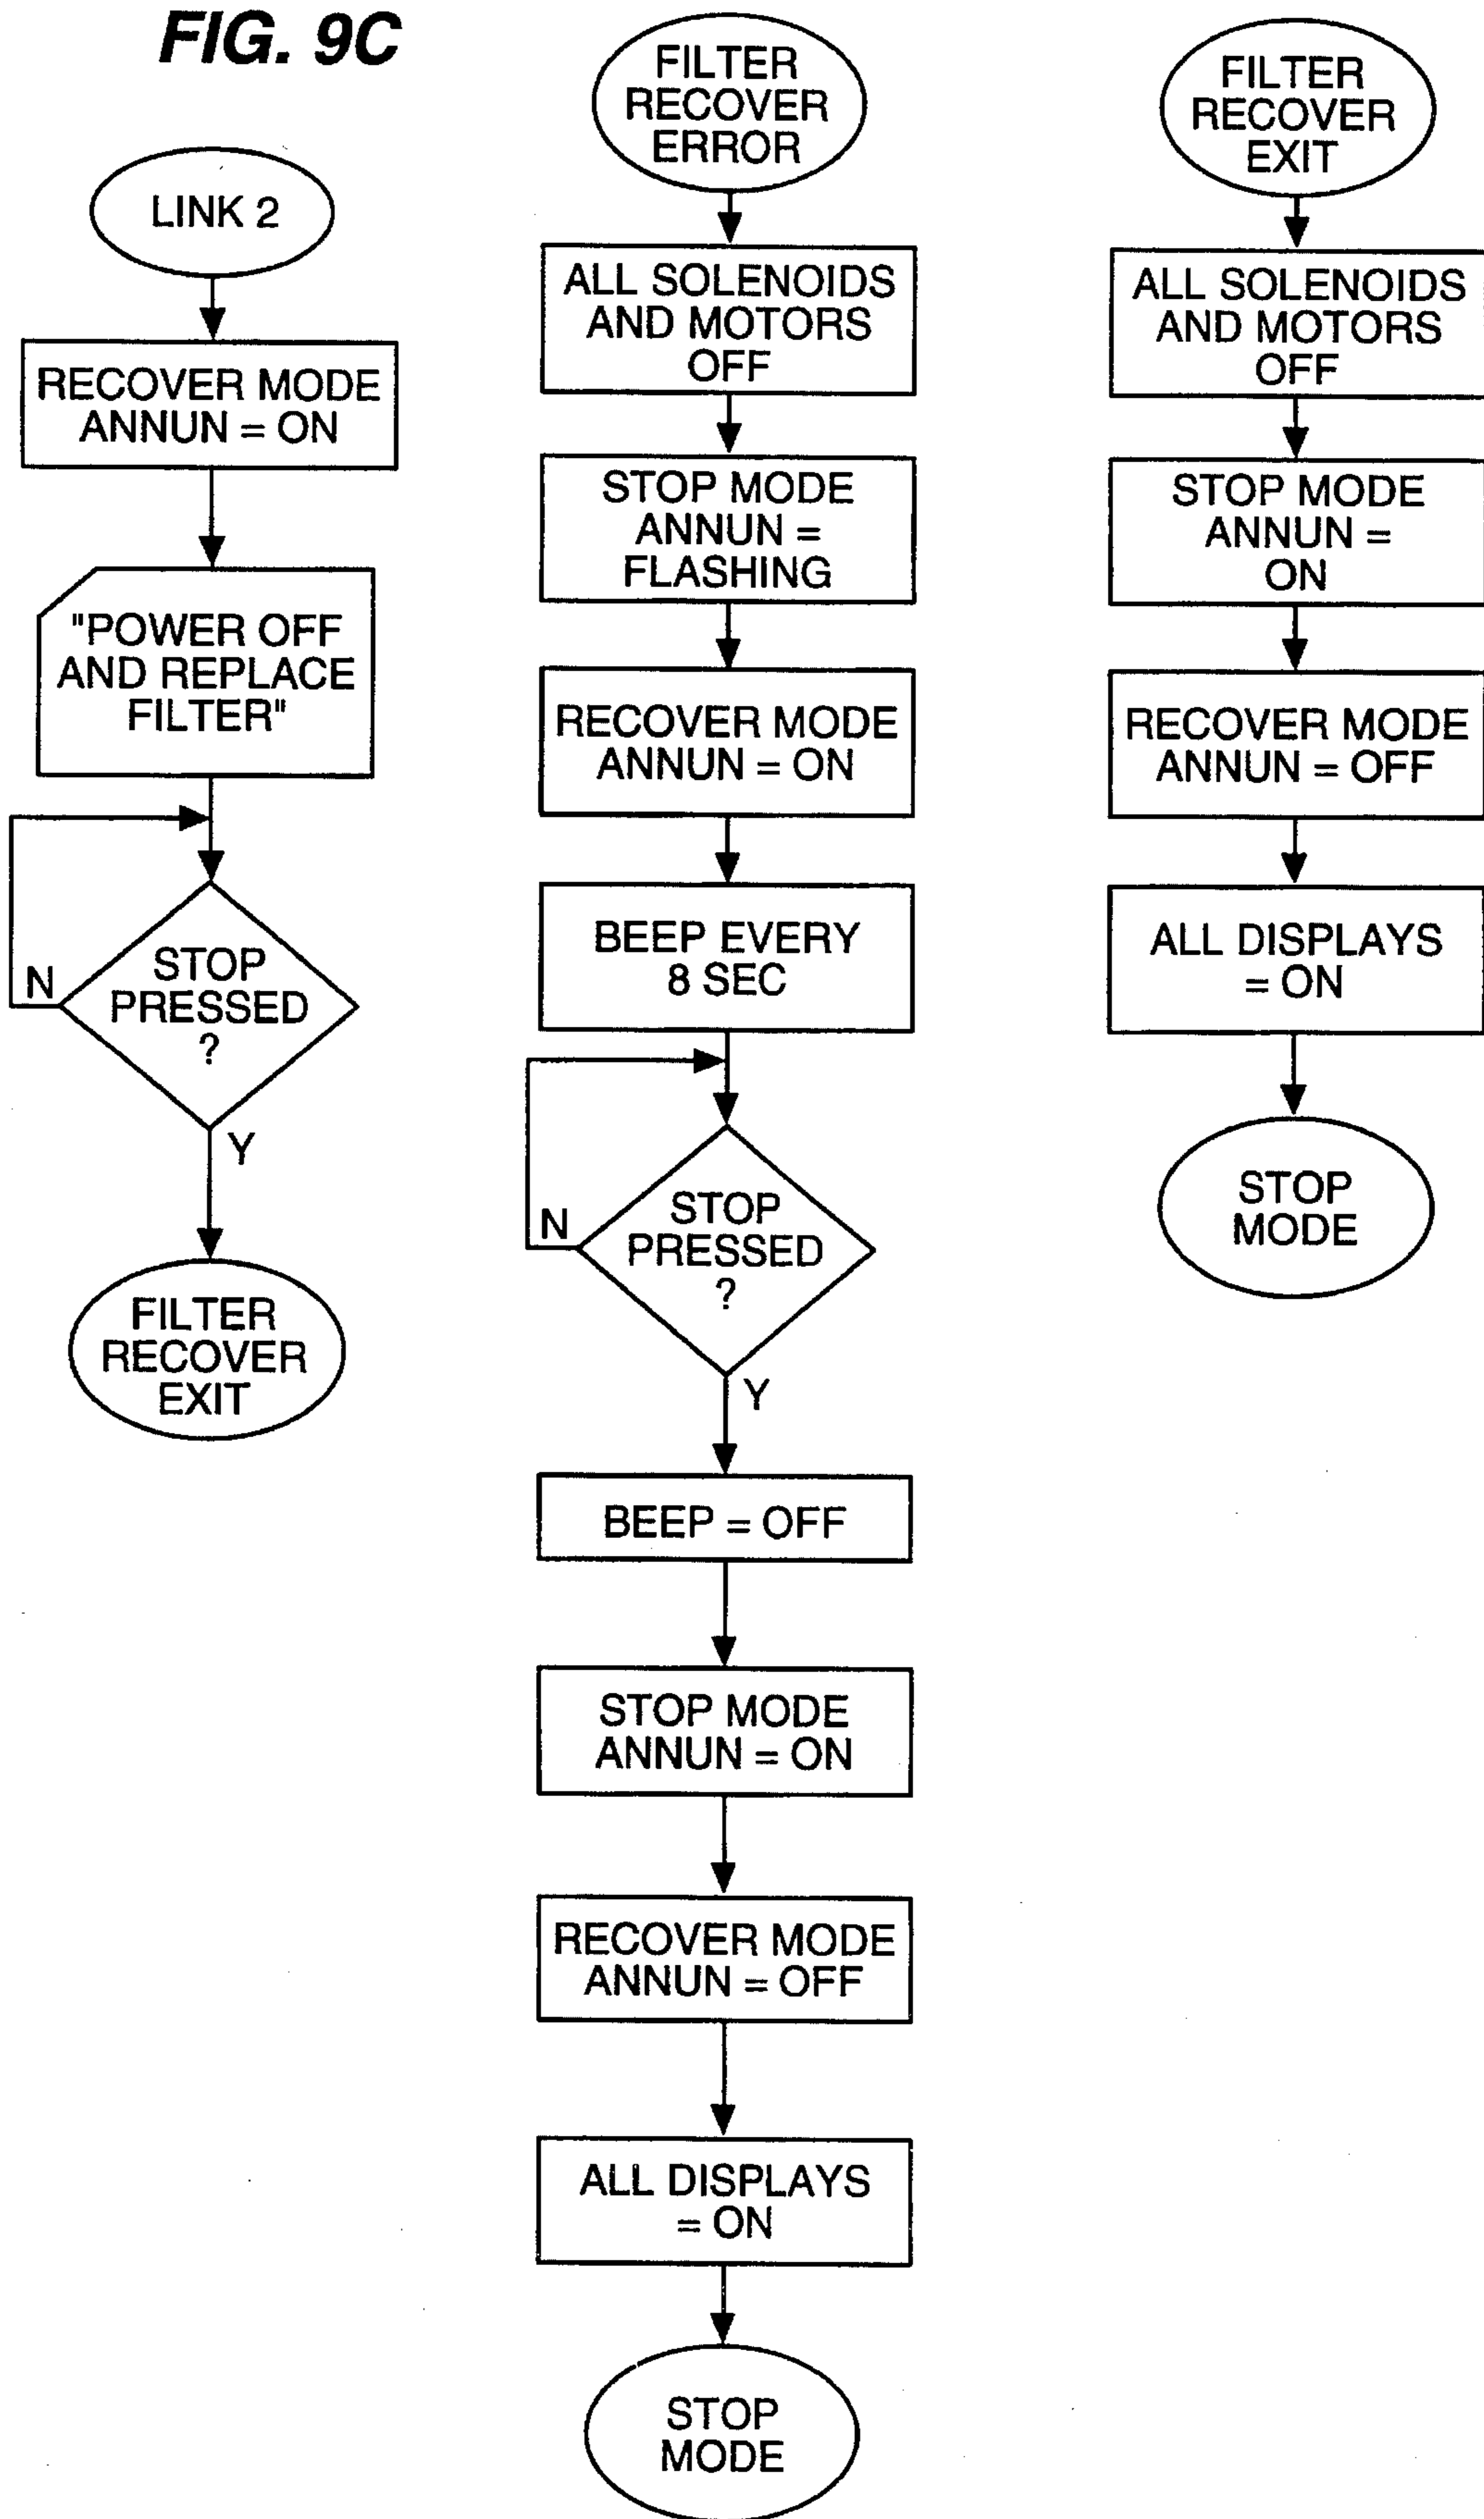 FIG. 9C
LINK 2
RECOVER MODE
ANNUN = ON
"POWER OFF
AND REPLACE
FILTER"
STOP
PRESSED
?
N
Y
FILTER
RECOVER
EXIT
FILTER
RECOVER
ERROR
ALL SOLENOIDS
AND MOTORS
OFF
STOP MODE
ANNUN =
FLASHING
RECOVER MODE
ANNUN = ON
BEEP EVERY
8 SEC
STOP
PRESSED
?
N
Y
BEEP = OFF
STOP MODE
ANNUN = ON
RECOVER MODE
ANNUN = OFF
ALL DISPLAYS
= ON
STOP
MODE
FILTER
RECOVER
EXIT
ALL SOLENOIDS
AND MOTORS
OFF
STOP MODE
ANNUN =
ON
RECOVER MODE
ANNUN = OFF
ALL DISPLAYS
= ON
STOP
MODE